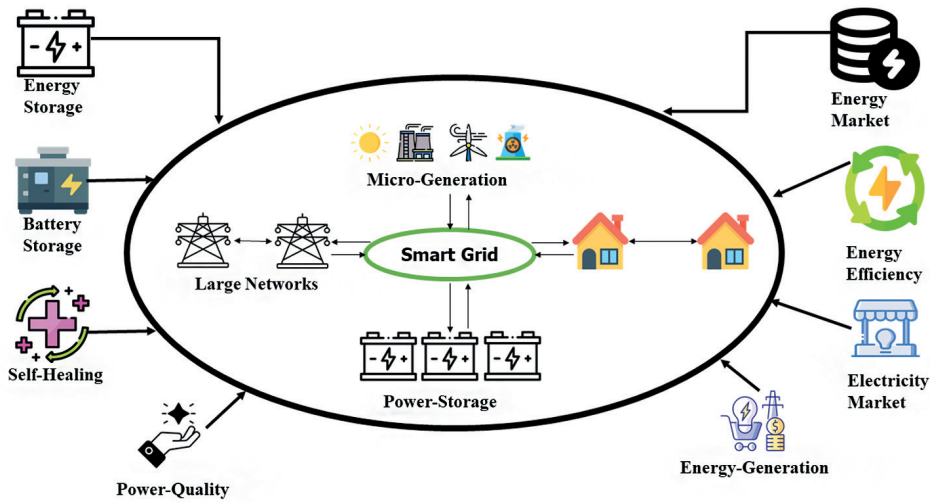 Energy
Storage
Energy
Market
Micro-Generation
Battery
Storage
Smart Grid
Energy
Efficiency
Large Networks
Self-Healing
Power-Storage
Electricity
Market
Energy-Generation
Power-Quality